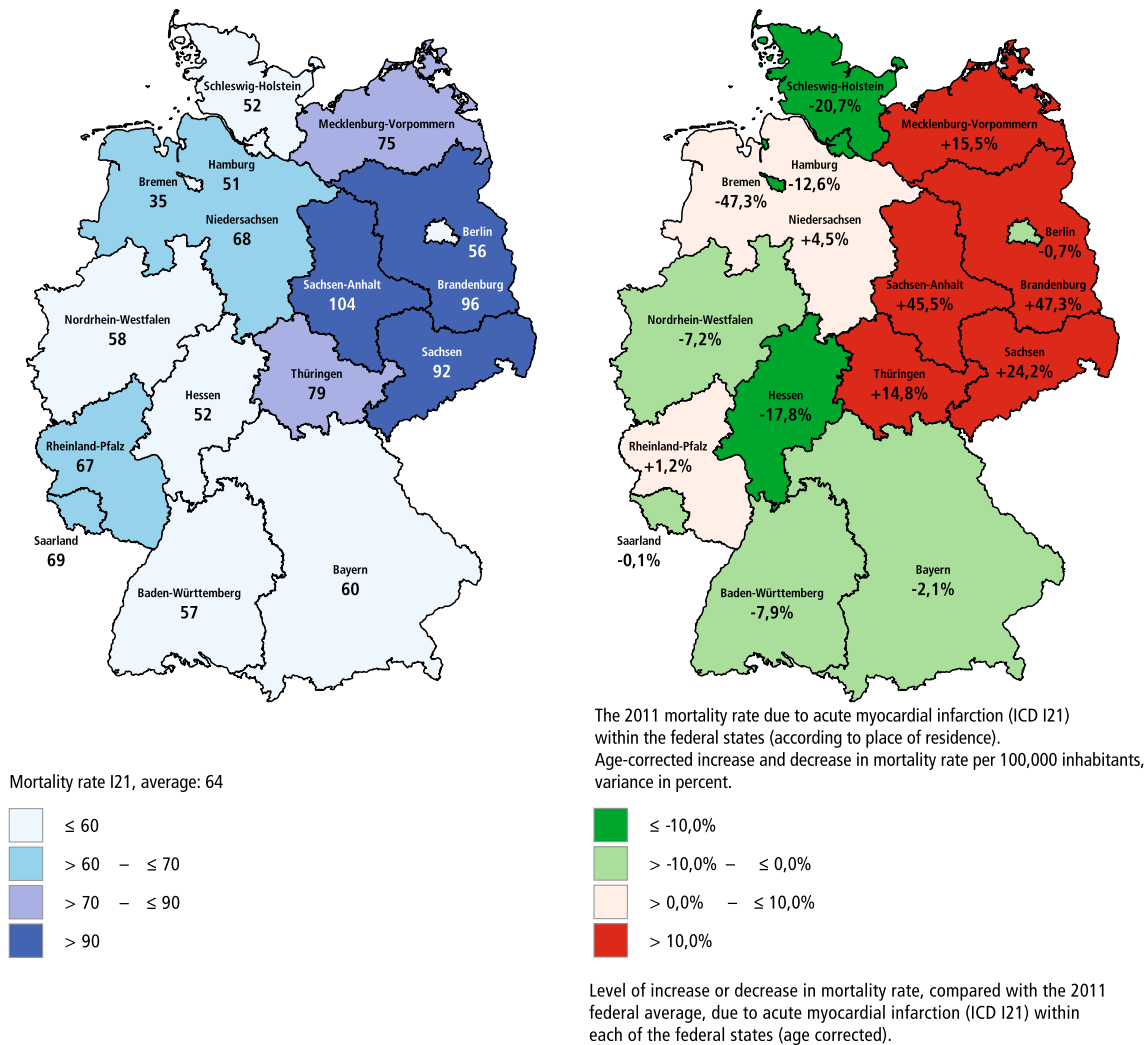 Schleswig-Holstein
52
Mecklenburg-Vorpommern
75
Hamburg
51
Bremen
35
Niedersachsen
68
Berlin
56
Sachsen-Anhalt
104
Brandenburg
96
Nordrhein-Westfalen
58
Sachsen
92
Thüringen
79
Hessen
52
Rheinland-Pfalz
67
Saarland
69
Bayern
60
Baden-Württemberg
57
Mortality rate I21, average: 64
≤ 60
> 60 – ≤ 70
> 70 – ≤ 90
> 90
Schleswig-Holstein
-20,7%
Mecklenburg-Vorpommern
+15,5%
Hamburg
-12,6%
Bremen
-47,3%
Niedersachsen
+4,5%
Berlin
-0,7%
Sachsen-Anhalt
+45,5%
Brandenburg
+47,3%
Nordrhein-Westfalen
-7,2%
Sachsen
+24,2%
Thüringen
+14,8%
Hessen
-17,8%
Rheinland-Pfalz
+1,2%
Saarland
-0,1%
Bayern
-2,1%
Baden-Württemberg
-7,9%
The 2011 mortality rate due to acute myocardial infarction (ICD I21)
within the federal states (according to place of residence).
Age-corrected increase and decrease in mortality rate per 100,000 inhabitants,
variance in percent.
≤ -10,0%
> -10,0% – ≤ 0,0%
> 0,0% – ≤ 10,0%
> 10,0%
Level of increase or decrease in mortality rate, compared with the 2011
federal average, due to acute myocardial infarction (ICD I21) within
each of the federal states (age corrected).